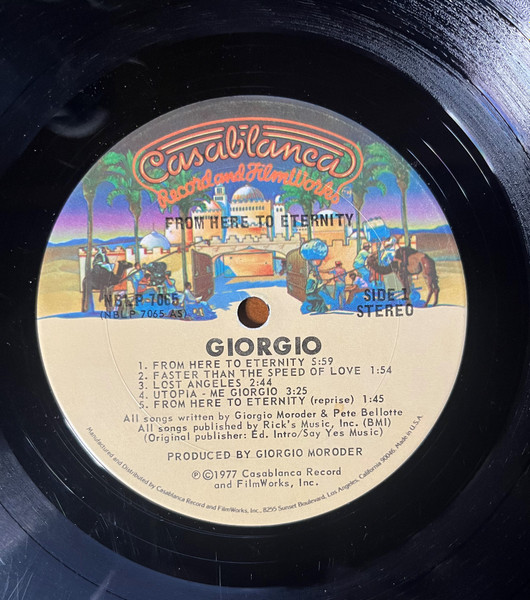 Casablanca
Record and FilmWorks
FROM HERE TO ETERNITY
NBLP-7065
(NBLP 7065 AS)
SIDE 1
STEREO
GIORGIO
1. FROM HERE TO ETERNITY 5:59
2. FASTER THAN THE SPEED OF LOVE 1:54
3. LOST ANGELES 2:44
4. UTOPIA - ME GIORGIO 3:25
5. FROM HERE TO ETERNITY (reprise) 1:45
All songs written by Giorgio Moroder & Pete Bellotte
All songs published by Rick's Music, Inc. (BMI)
(Original publisher: Ed. Intro/Say Yes Music)
PRODUCED BY GIORGIO MORODER
℗©1977 Casablanca Record
and FilmWorks, Inc.
Manufactured and Distributed by Casablanca Record and FilmWorks, Inc., 8255 Sunset Boulevard, Los Angeles, California 90046 Made in U.S.A.